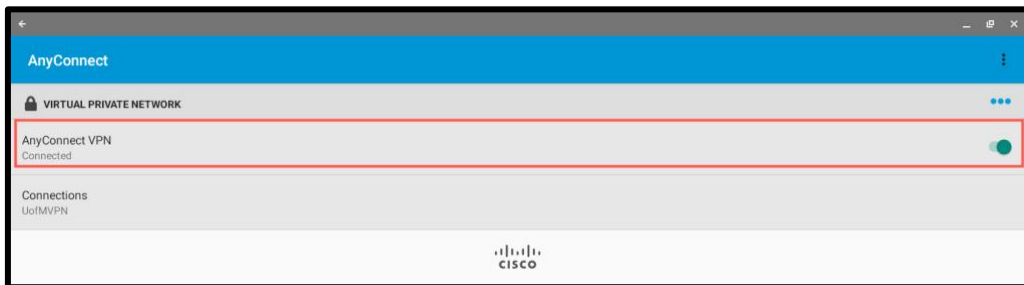 AnyConnect
VIRTUAL PRIVATE NETWORK
AnyConnect VPN
Connected
Connections
UofMVPN
CISCO